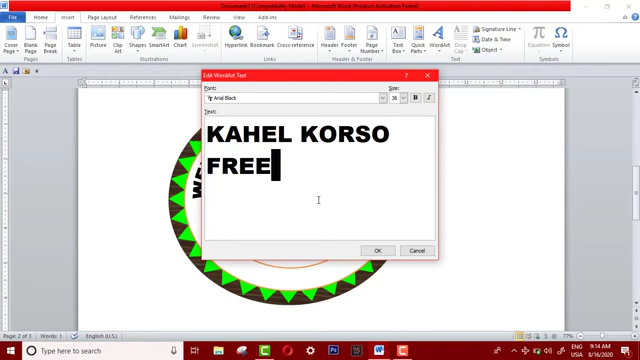 Document2 [Compatibility Mode] - Microsoft Word (Product Activation Failed)
File
Home
Insert
Page Layout
References
Mailings
Review
View
Add-ins
Cover Page
Blank Page
Page Break
Table
Picture
Clip Art
Shapes
SmartArt
Chart
Hyperlink
Bookmark
Cross-reference
Header
Footer
Page Number
Text Box
Quick Parts
WordArt
Drop Cap
Signature Line
Date & Time
Object
Equation
Symbol
Pages
Tables
Illustrations
Links
Header & Footer
Text
Symbols
Edit WordArt Text
Font:
Size:
Arial Black
36
B
I
Text:
KAHEL KORSO
FREE
OK
Cancel
Page: 2 of 3
Words: 1
English (U.S.)
77%
Type here to search
ENG
USA
9:14 AM
8/16/2020